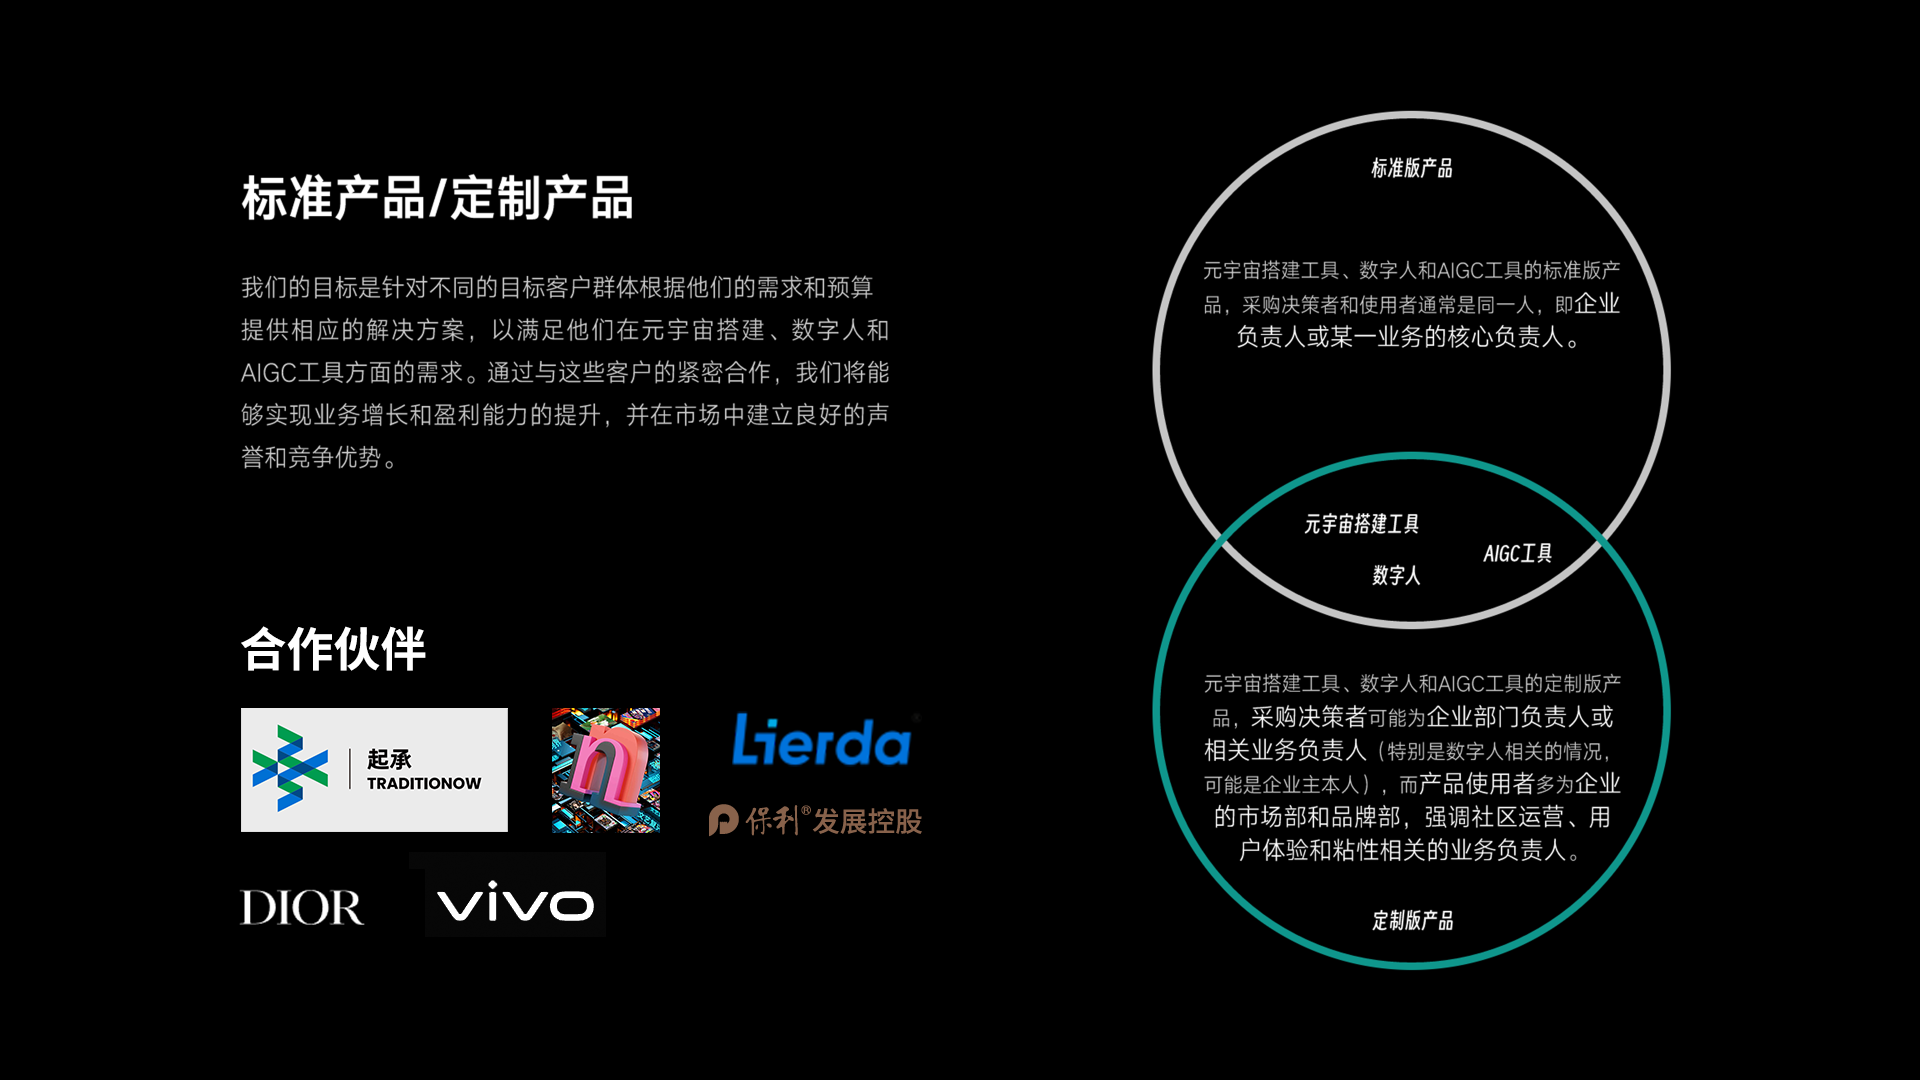 标准产品/定制产品
我们的目标是针对不同的目标客户群体根据他们的需求和预算
提供相应的解决方案，以满足他们在元宇宙搭建、数字人和
AIGC工具方面的需求。通过与这些客户的紧密合作，我们将能
够实现业务增长和盈利能力的提升，并在市场中建立良好的声
誉和竞争优势。
合作伙伴
起承
TRADITIONOW
n
Lierda
保利®发展控股
DIOR
vivo
标准版产品
元宇宙搭建工具、数字人和AIGC工具的标准版产
品，采购决策者和使用者通常是同一人，即企业
负责人或某一业务的核心负责人。
元宇宙搭建工具
AIGC工具
数字人
元宇宙搭建工具、数字人和AIGC工具的定制版产
品，采购决策者可能为企业部门负责人或
相关业务负责人（特别是数字人相关的情况，
可能是企业主本人），而产品使用者多为企业
的市场部和品牌部，强调社区运营、用
户体验和粘性相关的业务负责人。
定制版产品